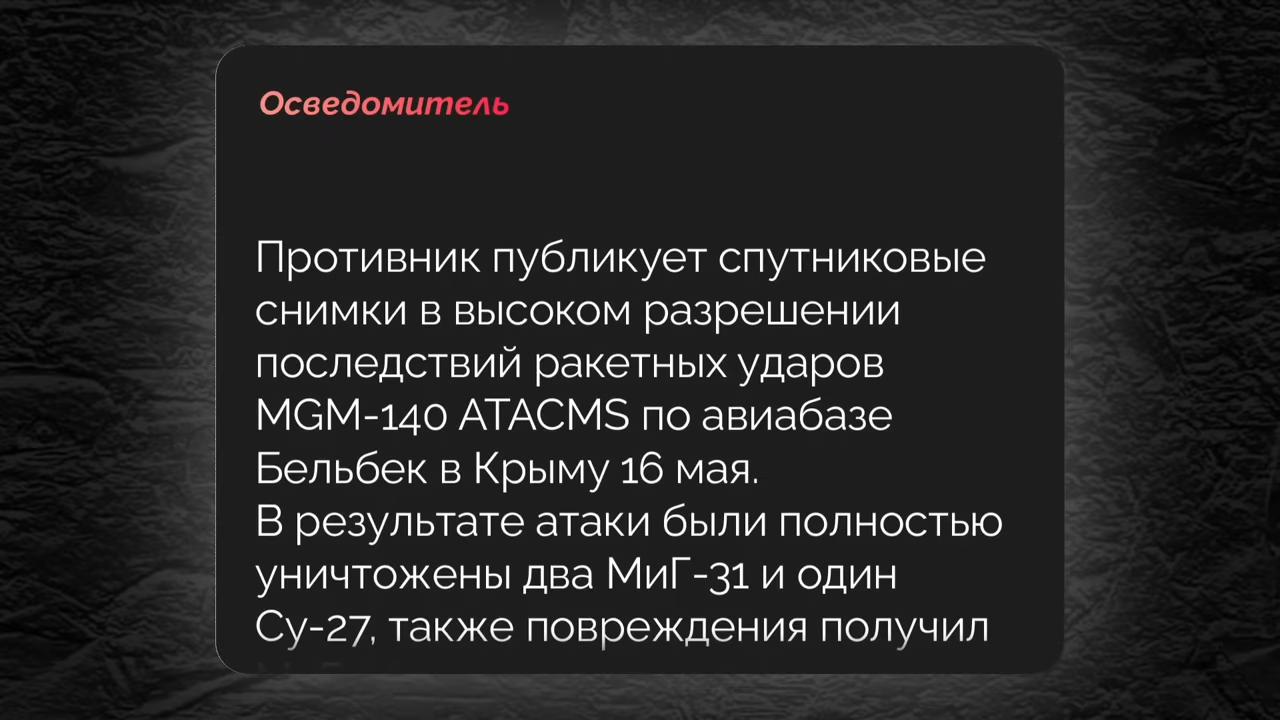 Осведомитель
Противник публикует спутниковые
снимки в высоком разрешении
последствий ракетных ударов
MGM-140 ATACMS по авиабазе
Бельбек в Крыму 16 мая.
В результате атаки были полностью
уничтожены два МиГ-31 и один
Су-27, также повреждения получил